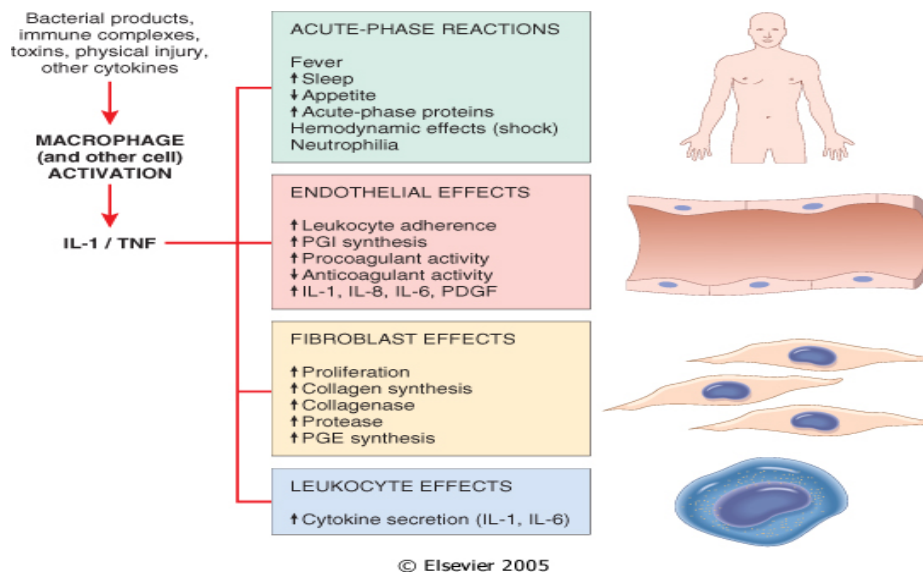 Bacterial products,
immune complexes,
toxins, physical injury,
other cytokines
MACROPHAGE
(and other cell)
ACTIVATION
IL-1 / TNF
ACUTE-PHASE REACTIONS
Fever
↑Sleep
↓Appetite
↑Acute-phase proteins
Hemodynamic effects (shock)
Neutrophilia
ENDOTHELIAL EFFECTS
↑Leukocyte adherence
↑PGI synthesis
↑Procoagulant activity
↓Anticoagulant activity
↑IL-1, IL-8, IL-6, PDGF
FIBROBLAST EFFECTS
↑Proliferation
↑Collagen synthesis
↑Collagenase
↑Protease
↑PGE synthesis
LEUKOCYTE EFFECTS
↑Cytokine secretion (IL-1, IL-6)
© Elsevier 2005